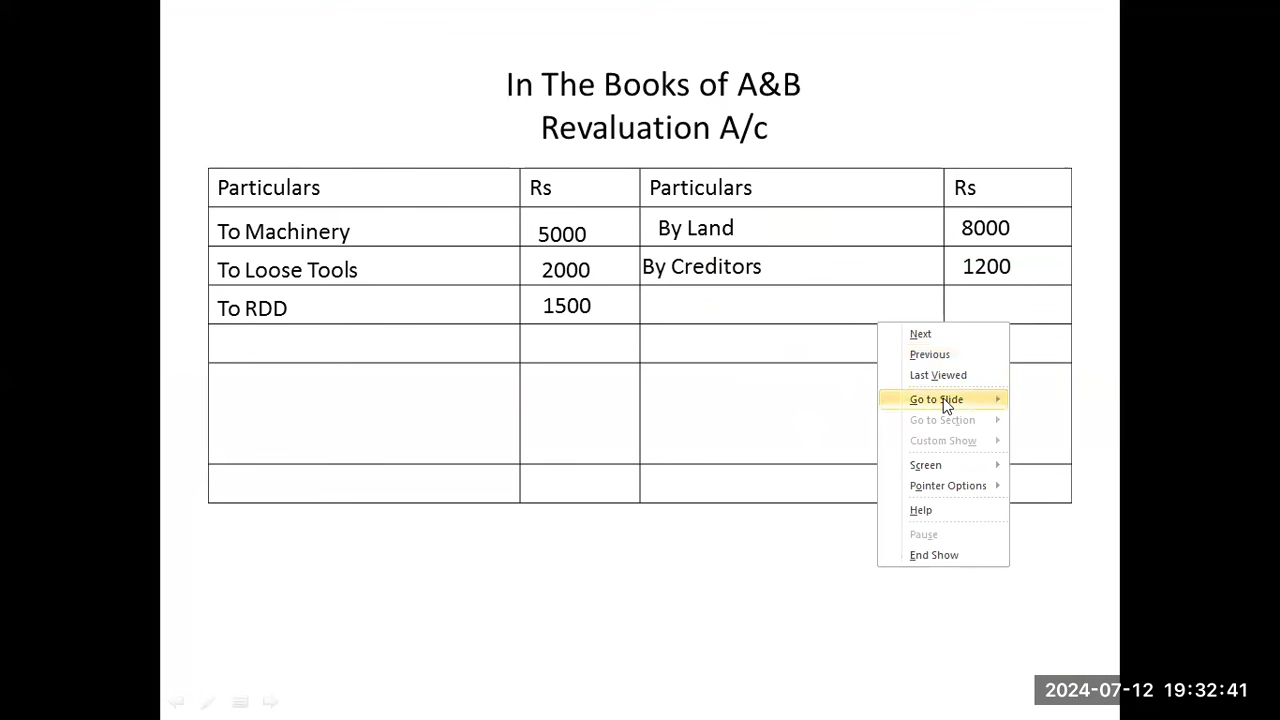 In The Books of A&B
Revaluation A/c
Particulars Rs Particulars Rs
To Machinery 5000 By Land 8000
To Loose Tools 2000 By Creditors 1200
To RDD 1500
Next
Previous
Last Viewed
Go to Slide
Go to Section
Custom Show
Screen
Pointer Options
Help
Pause
End Show
2024-07-12 19:32:41